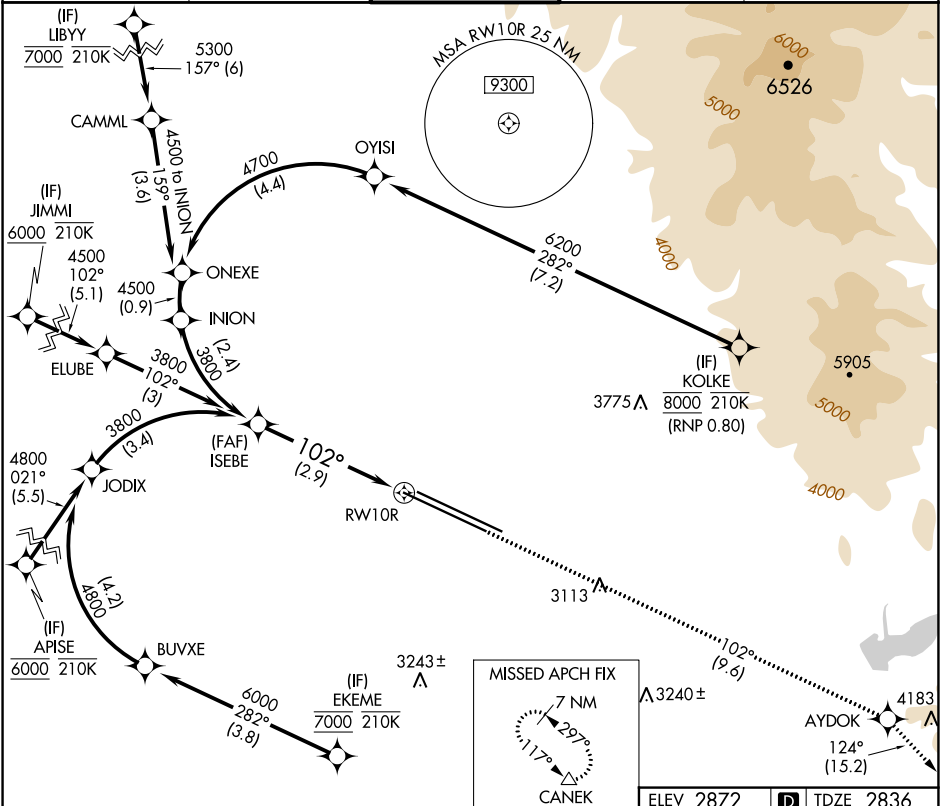 (IF)
LIBYY
7000 210K
5300
157° (6)
CAMML
4500 to INION
159°
(3.6)
MSA RW10R 25 NM
9300
6000
6526
5000
OYISI
4700
(4.4)
(IF)
JIMMI
6000 210K
4500
102°
(5.1)
ONEXE
4500
(0.9)
INION
6200
282°
(7.2)
4000
(2.4)
3800
ELUBE
3800
102°
(3)
(IF)
KOLKE
8000 210K
(RNP 0.80)
3775
5905
5000
4000
3800
(3.4)
(FAF)
ISEBE
102°
(2.9)
4800
021°
(5.5)
JODIX
RW10R
3113
(4.2)
4800
(IF)
APISE
6000 210K
BUVXE
102°
(9.6)
6000
282°
(3.8)
(IF)
EKEME
7000 210K
3243±
MISSED APCH FIX
7 NM
297°
117°
CANEK
3240±
4183
AYDOK
124°
(15.2)
ELEV 2872 D TDZE 2836